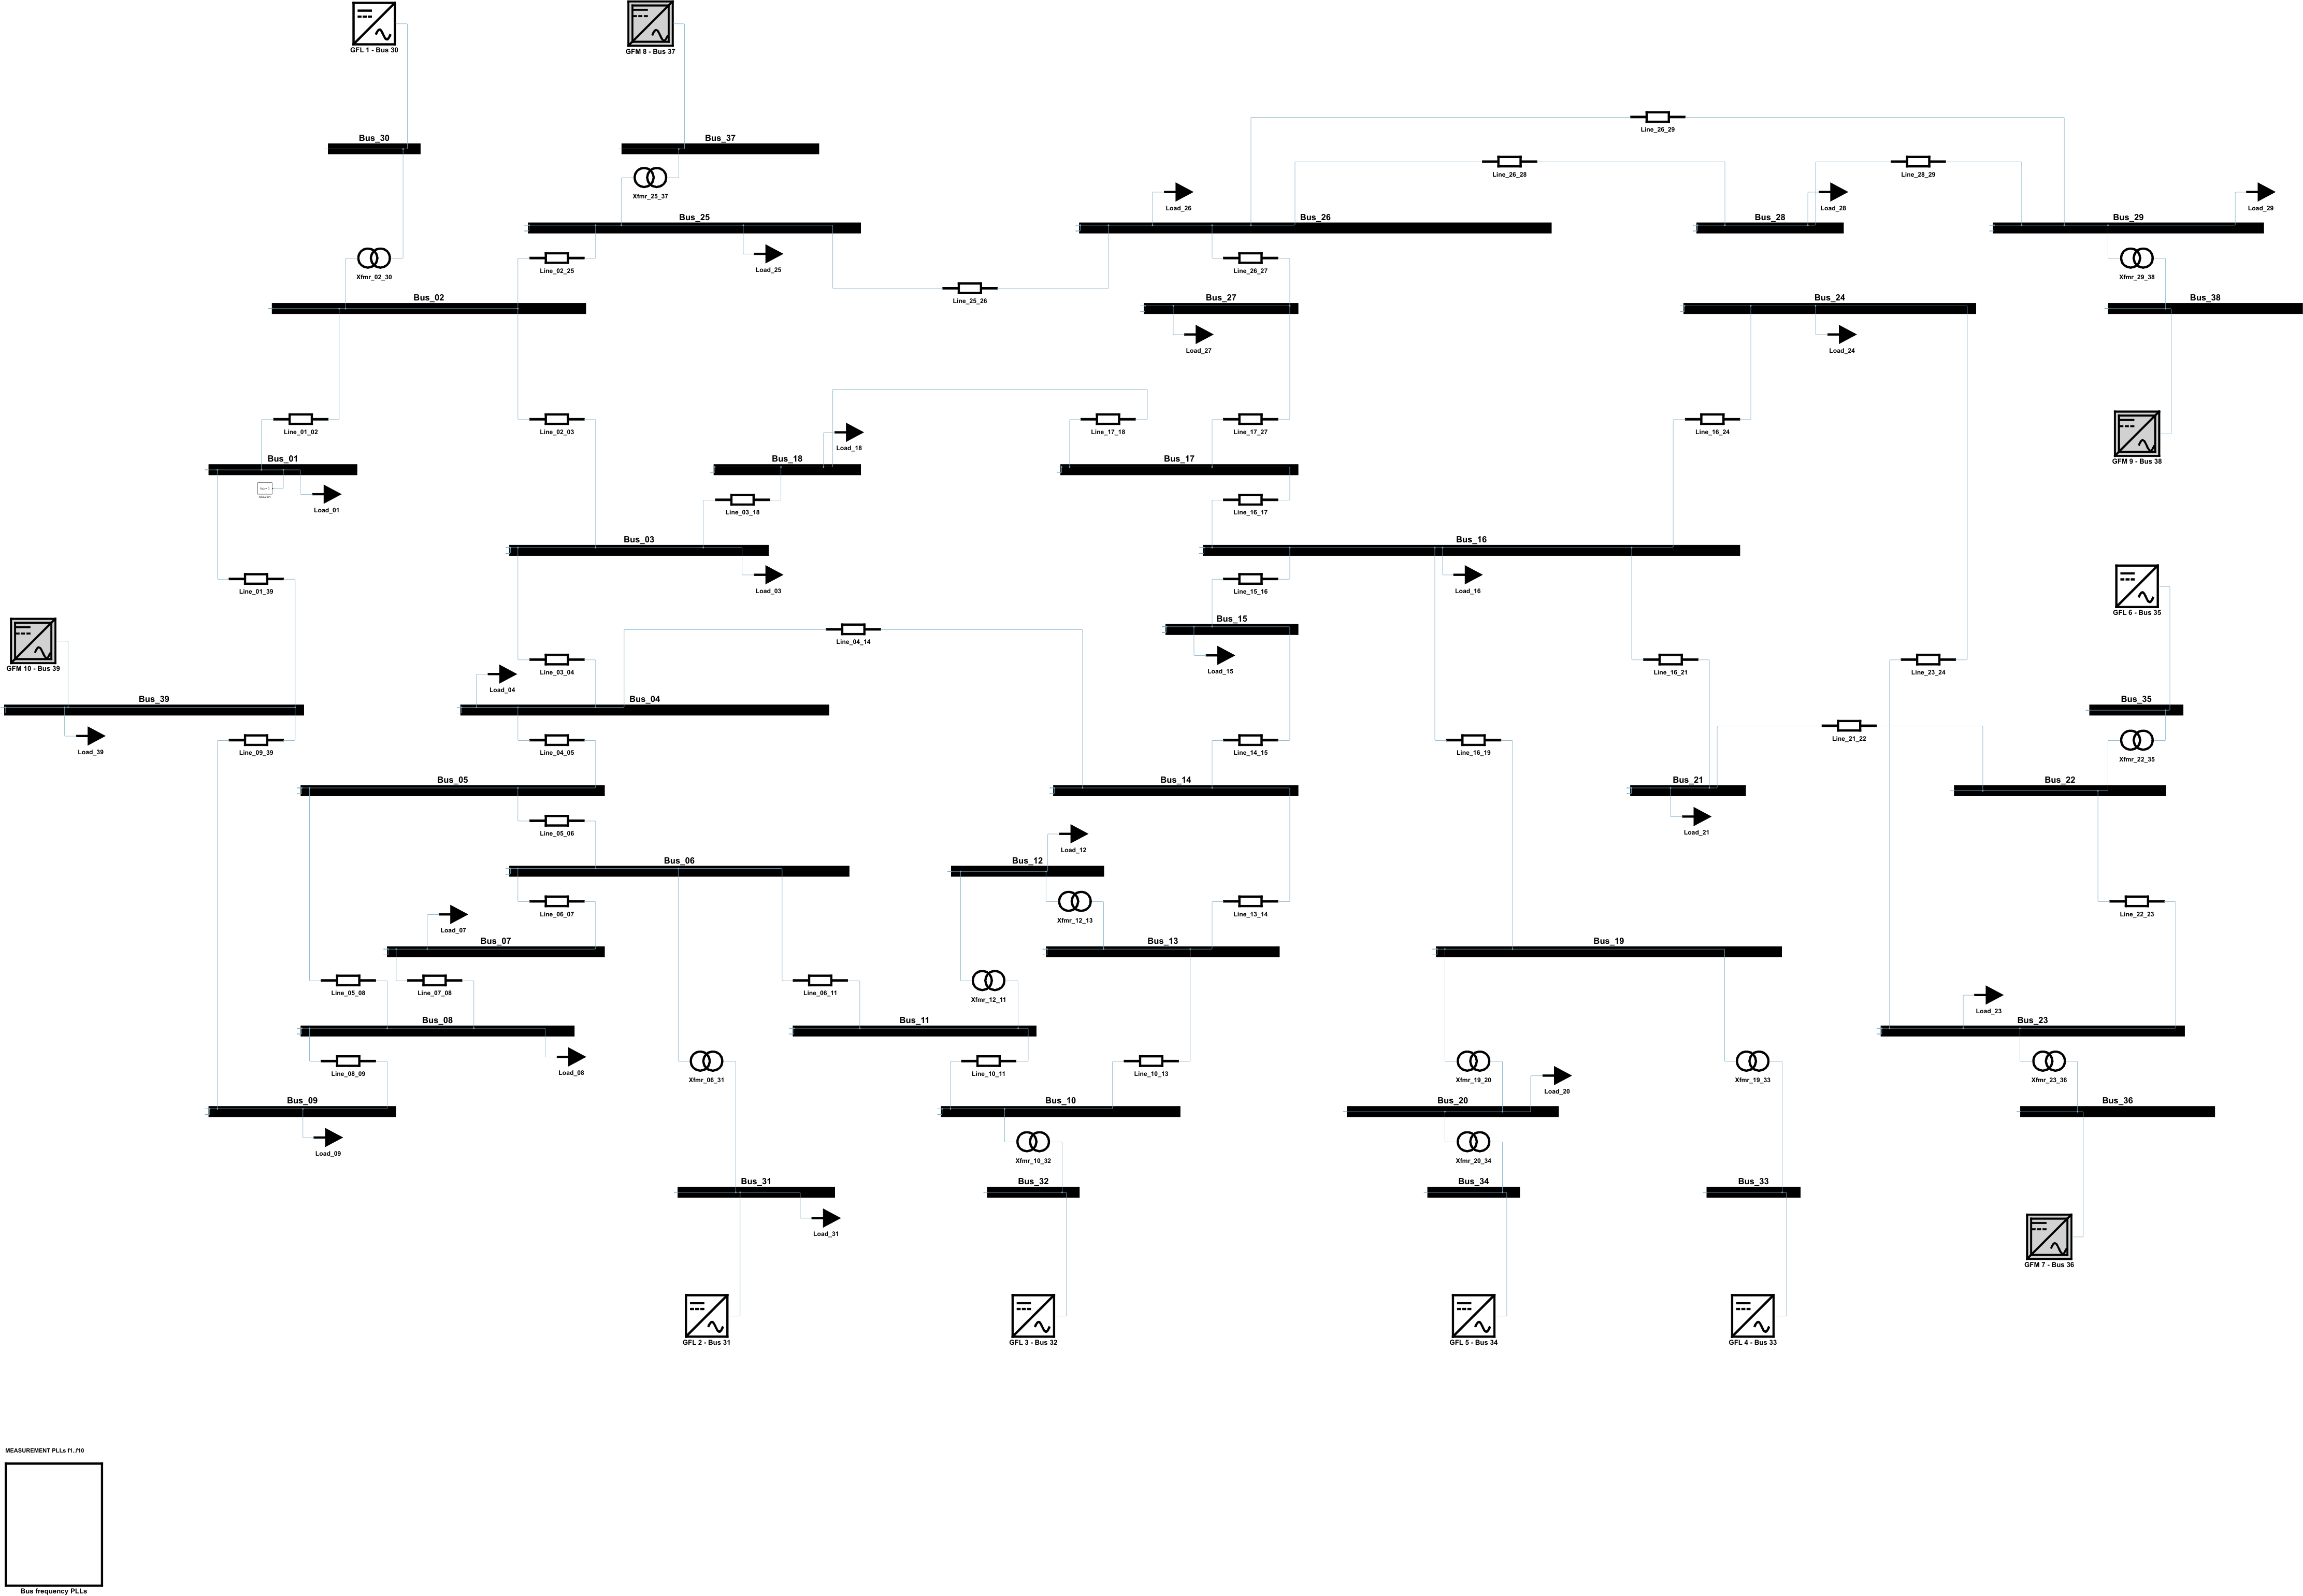 GFL 1 - Bus 30
GFM 8 - Bus 37
Line_26_29
Bus_30
Bus_37
Line_26_28
Line_28_29
Xfmr_25_37
Load_26
Load_28
Load_29
Bus_25
Bus_26
Bus_28
Bus_29
Xfmr_02_30
Line_02_25
Load_25
Line_26_27
Xfmr_29_38
Bus_02
Line_25_26
Bus_27
Bus_24
Bus_38
Load_27
Load_24
Line_01_02
Line_02_03
Load_18
Line_17_18
Line_17_27
Line_16_24
Bus_01
Bus_18
Bus_17
GFM 9 - Bus 38
Load_01
Line_03_18
Line_16_17
Bus_03
Bus_16
Line_01_39
Load_03
Line_15_16
Load_16
GFL 6 - Bus 35
Bus_15
Line_04_14
GFM 10 - Bus 39
Line_03_04
Load_15
Line_16_21
Line_23_24
Load_04
Bus_39
Bus_04
Bus_35
Load_39
Line_09_39
Line_04_05
Line_14_15
Line_16_19
Line_21_22
Xfmr_22_35
Bus_05
Bus_14
Bus_21
Bus_22
Line_05_06
Load_12
Load_21
Bus_06
Bus_12
Line_06_07
Xfmr_12_13
Line_13_14
Line_22_23
Load_07
Bus_07
Bus_13
Bus_19
Line_05_08
Line_07_08
Line_06_11
Xfmr_12_11
Load_23
Bus_08
Bus_11
Bus_23
Line_08_09
Load_08
Xfmr_06_31
Line_10_11
Line_10_13
Xfmr_19_20
Load_20
Xfmr_19_33
Xfmr_23_36
Bus_09
Bus_10
Bus_20
Bus_36
Load_09
Xfmr_10_32
Xfmr_20_34
Bus_31
Bus_32
Bus_34
Bus_33
Load_31
GFM 7 - Bus 36
GFL 2 - Bus 31
GFL 3 - Bus 32
GFL 5 - Bus 34
GFL 4 - Bus 33
MEASUREMENT PLLs f1..f10
Bus frequency PLLs